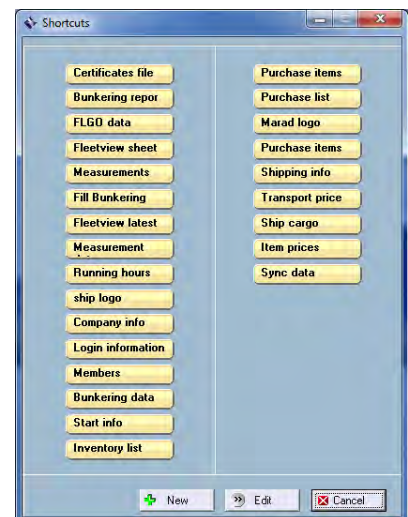 Shortcuts
Certificates file
Bunkering repor
FLGO data
Fleetview sheet
Measurements
Fill Bunkering
Fleetview latest
Measurement
Running hours
ship logo
Company info
Login information
Members
Bunkering data
Start info
Inventory list
Purchase items
Purchase list
Marad logo
Purchase items
Shipping info
Transport price
Ship cargo
Item prices
Sync data
New
Edit
Cancel